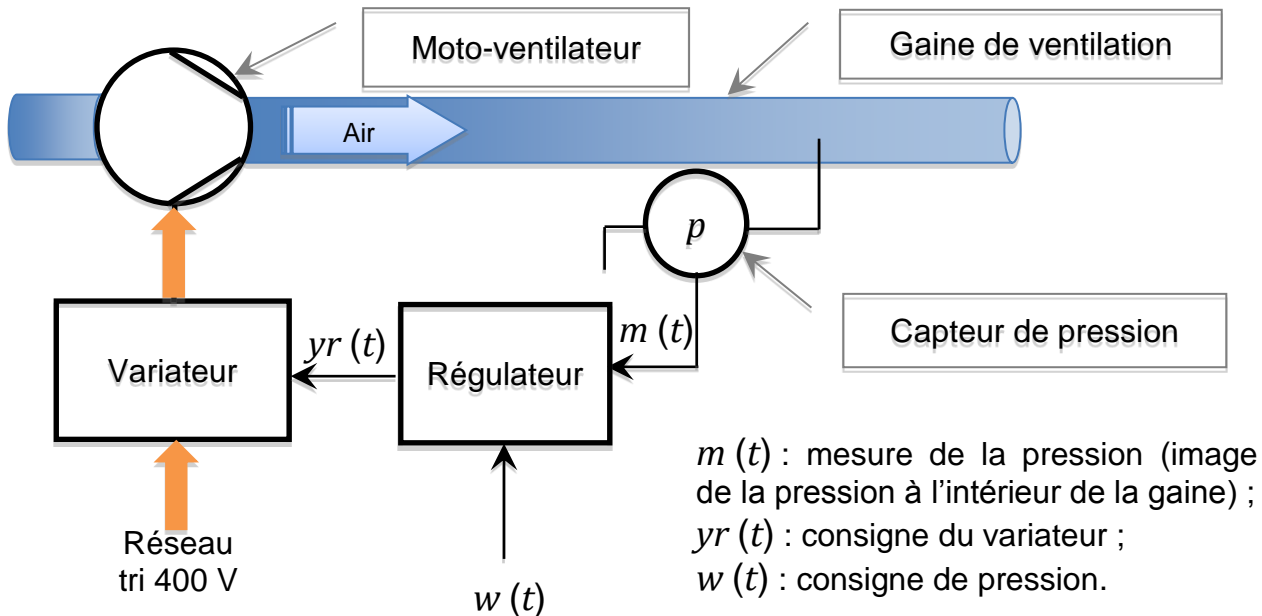 Moto-ventilateur
Gaine de ventilation
Air
p
Capteur de pression
m (t)
yr (t)
Variateur
Régulateur
m (t) : mesure de la pression (image
de la pression à l'intérieur de la gaine) ;
yr (t) : consigne du variateur ;
w (t) : consigne de pression.
Réseau
tri 400 V
w (t)